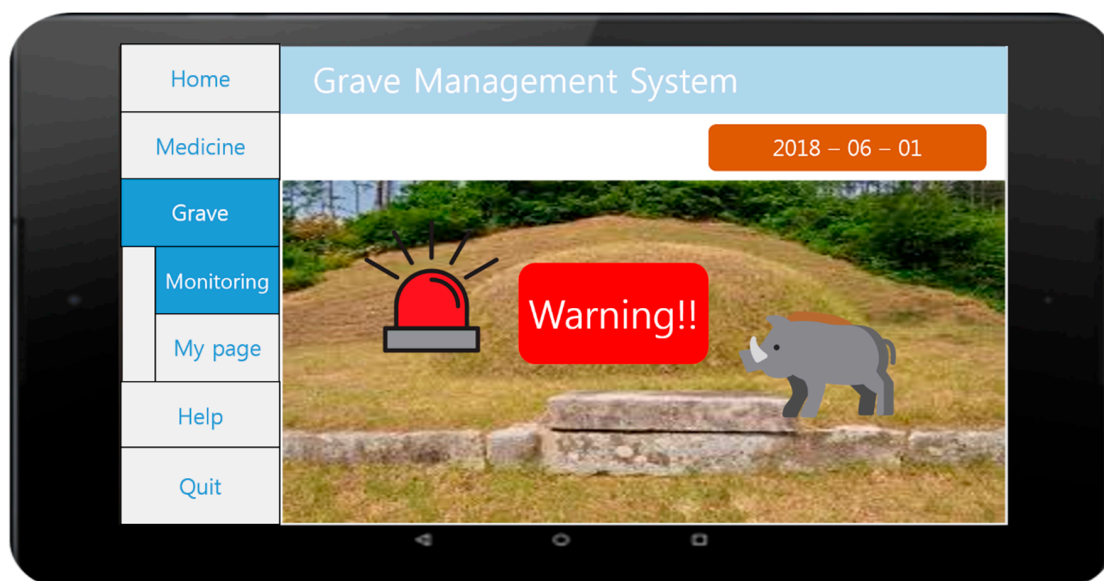 Home
Grave Management System
Medicine
2018 – 06 – 01
Grave
Monitoring
My page
Help
Quit
Warning!!